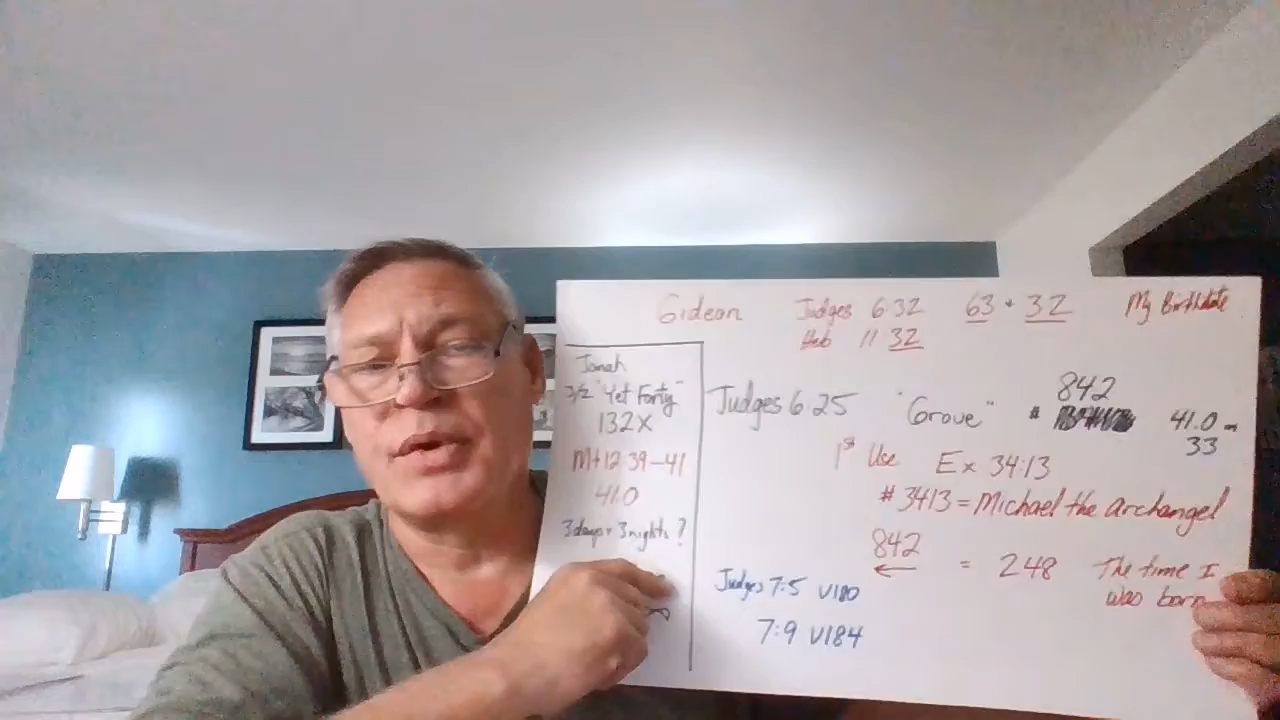 Gideon Judges 6:32 63 + 32 My Birthdate
Heb 11 32
Jonah
3/2 "Yet Forty"
132X
Mt 12:39-41
41.0
3 days + 3 nights ?
Judges 6:25 "Grove" # 842 41.0
33
1st Use Ex 34:13
#3413 = Michael the Archangel
842 = 248 The time I
was born
Judges 7:5 V180
7:9 V184